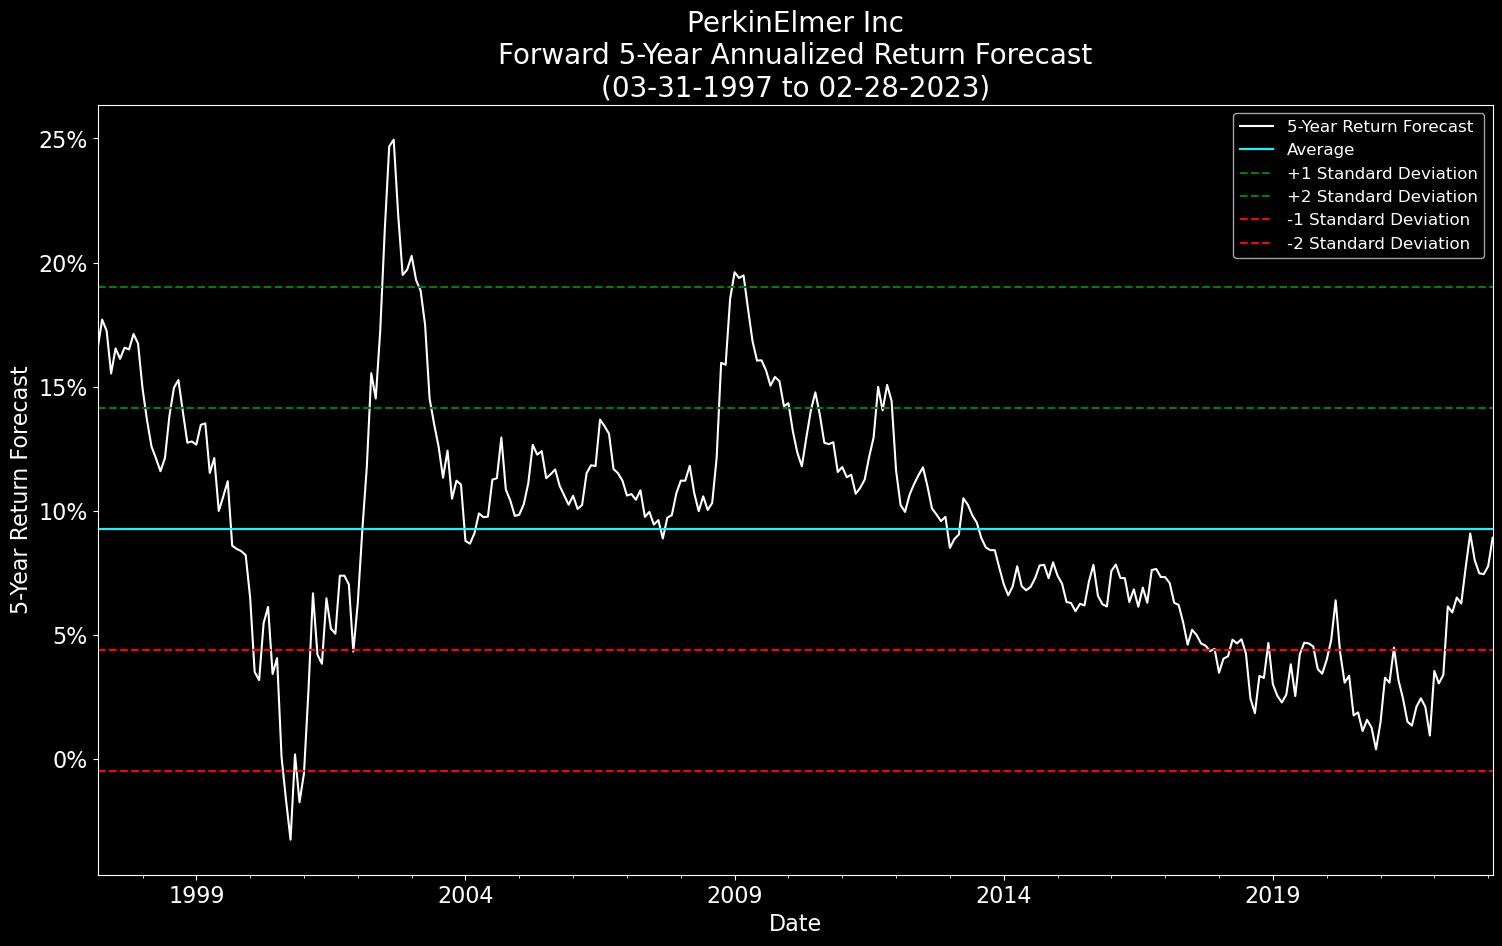 PerkinElmer Inc
Forward 5-Year Annualized Return Forecast
(03-31-1997 to 02-28-2023)
5-Year Return Forecast
Average
+1 Standard Deviation
+2 Standard Deviation
-1 Standard Deviation
-2 Standard Deviation
25%
20%
15%
10%
5%
0%
5-Year Return Forecast
1999
2004
2009
2014
2019
Date